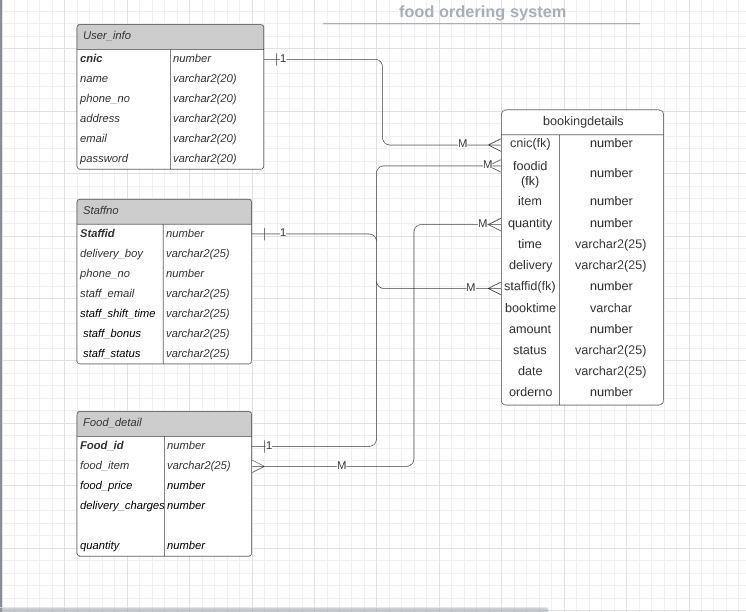 food ordering system
User_info
cnic number
name varchar2(20)
phone_no varchar2(20)
address varchar2(20)
email varchar2(20)
password varchar2(20)
1
M
Staffno
Staffid number
delivery_boy varchar2(25)
phone_no number
staff_email varchar2(25)
staff_shift_time varchar2(25)
staff_bonus varchar2(25)
staff_status varchar2(25)
1
M
M
M
Food_detail
Food_id number
food_item varchar2(25)
food_price number
delivery_charges number
quantity number
1
M
bookingdetails
cnic(fk) number
foodid
(fk) number
item number
quantity number
time varchar2(25)
delivery varchar2(25)
staffid(fk) number
booktime varchar
amount number
status varchar2(25)
date varchar2(25)
orderno number